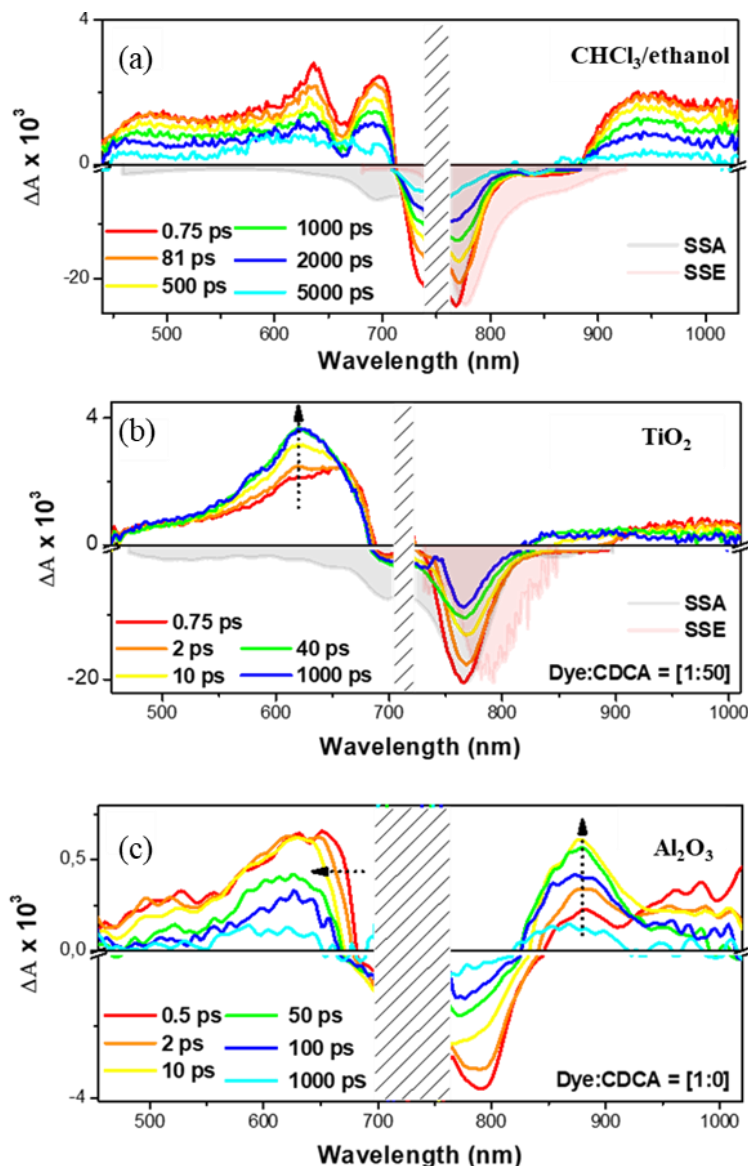 (a)
CHCl₃/ethanol
ΔA x 10³
4
0
-20
0.75 ps
81 ps
500 ps
1000 ps
2000 ps
5000 ps
SSA
SSE
500 600 700 800 900 1000
Wavelength (nm)
(b)
TiO₂
ΔA x 10³
4
0
-20
0.75 ps
2 ps
10 ps
40 ps
1000 ps
SSA
SSE
Dye:CDCA = [1:50]
500 600 700 800 900 1000
Wavelength (nm)
(c)
Al₂O₃
ΔA x 10³
0,5
0,0
-4
0.5 ps
2 ps
10 ps
50 ps
100 ps
1000 ps
Dye:CDCA = [1:0]
500 600 700 800 900 1000
Wavelength (nm)